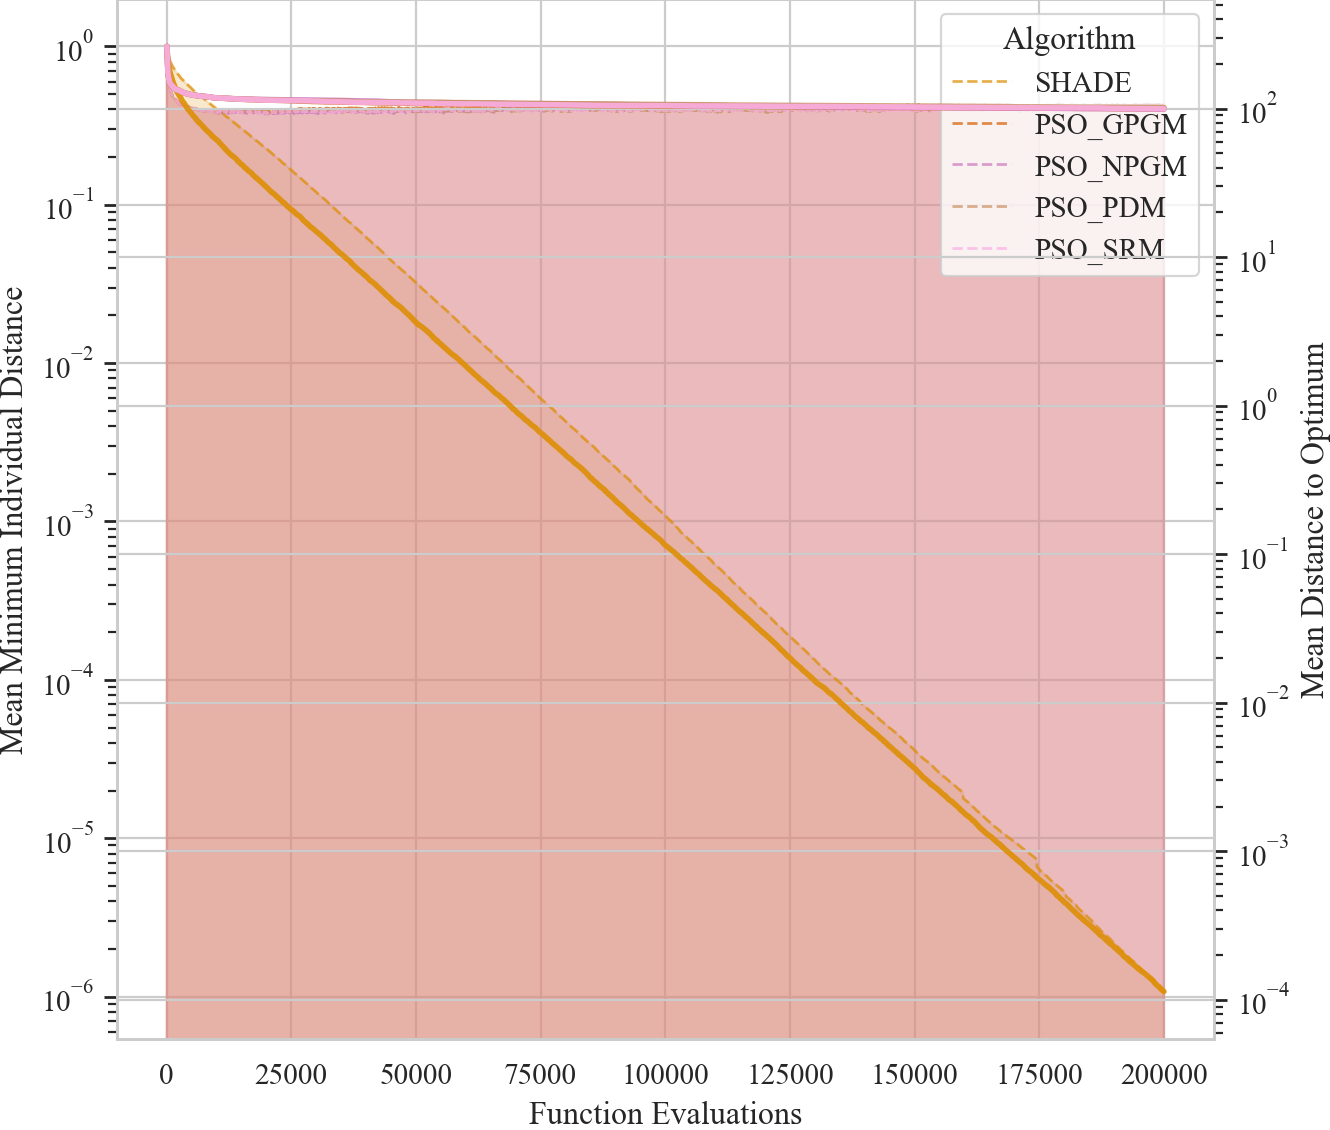 Algorithm
SHADE
PSO_GPGM
PSO_NPGM
PSO_PDM
PSO_SRM
10^0
10^-1
10^-2
10^-3
10^-4
10^-5
10^-6
Mean Minimum Individual Distance
10^2
10^1
10^0
10^-1
10^-2
10^-3
10^-4
Mean Distance to Optimum
0 25000 50000 75000 100000 125000 150000 175000 200000
Function Evaluations